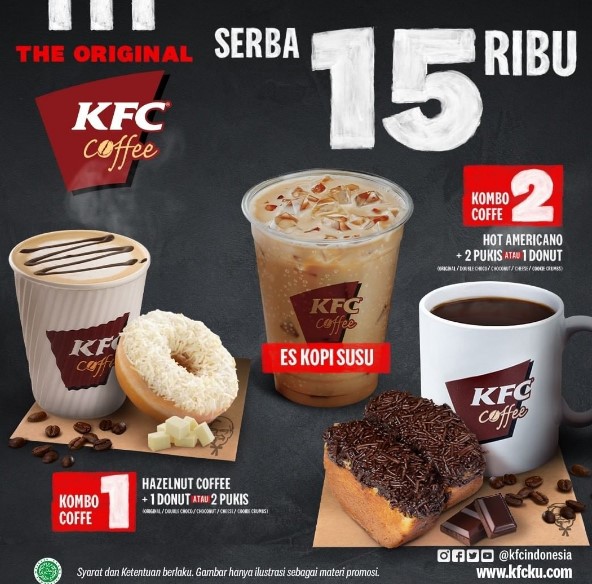 THE ORIGINAL
SERBA 15 RIBU
KFC
Coffee
KOMBO
COFFE 2
HOT AMERICANO
+ 2 PUKIS ATAU 1 DONUT
(ORIGINAL / DOUBLE CHOCO / CHOCONUT / CHEESE / COOKIE CRUMBS)
KFC
Coffee
KFC
Coffee
ES KOPI SUSU
KFC
Coffee
KOMBO
COFFE 1
HAZELNUT COFFEE
+ 1 DONUT ATAU 2 PUKIS
(ORIGINAL / DOUBLE CHOCO / CHOCONUT / CHEESE / COOKIE CRUMBS)
@kfcindonesia
www.kfcku.com
Syarat dan Ketentuan berlaku. Gambar hanya ilustrasi sebagai materi promosi.